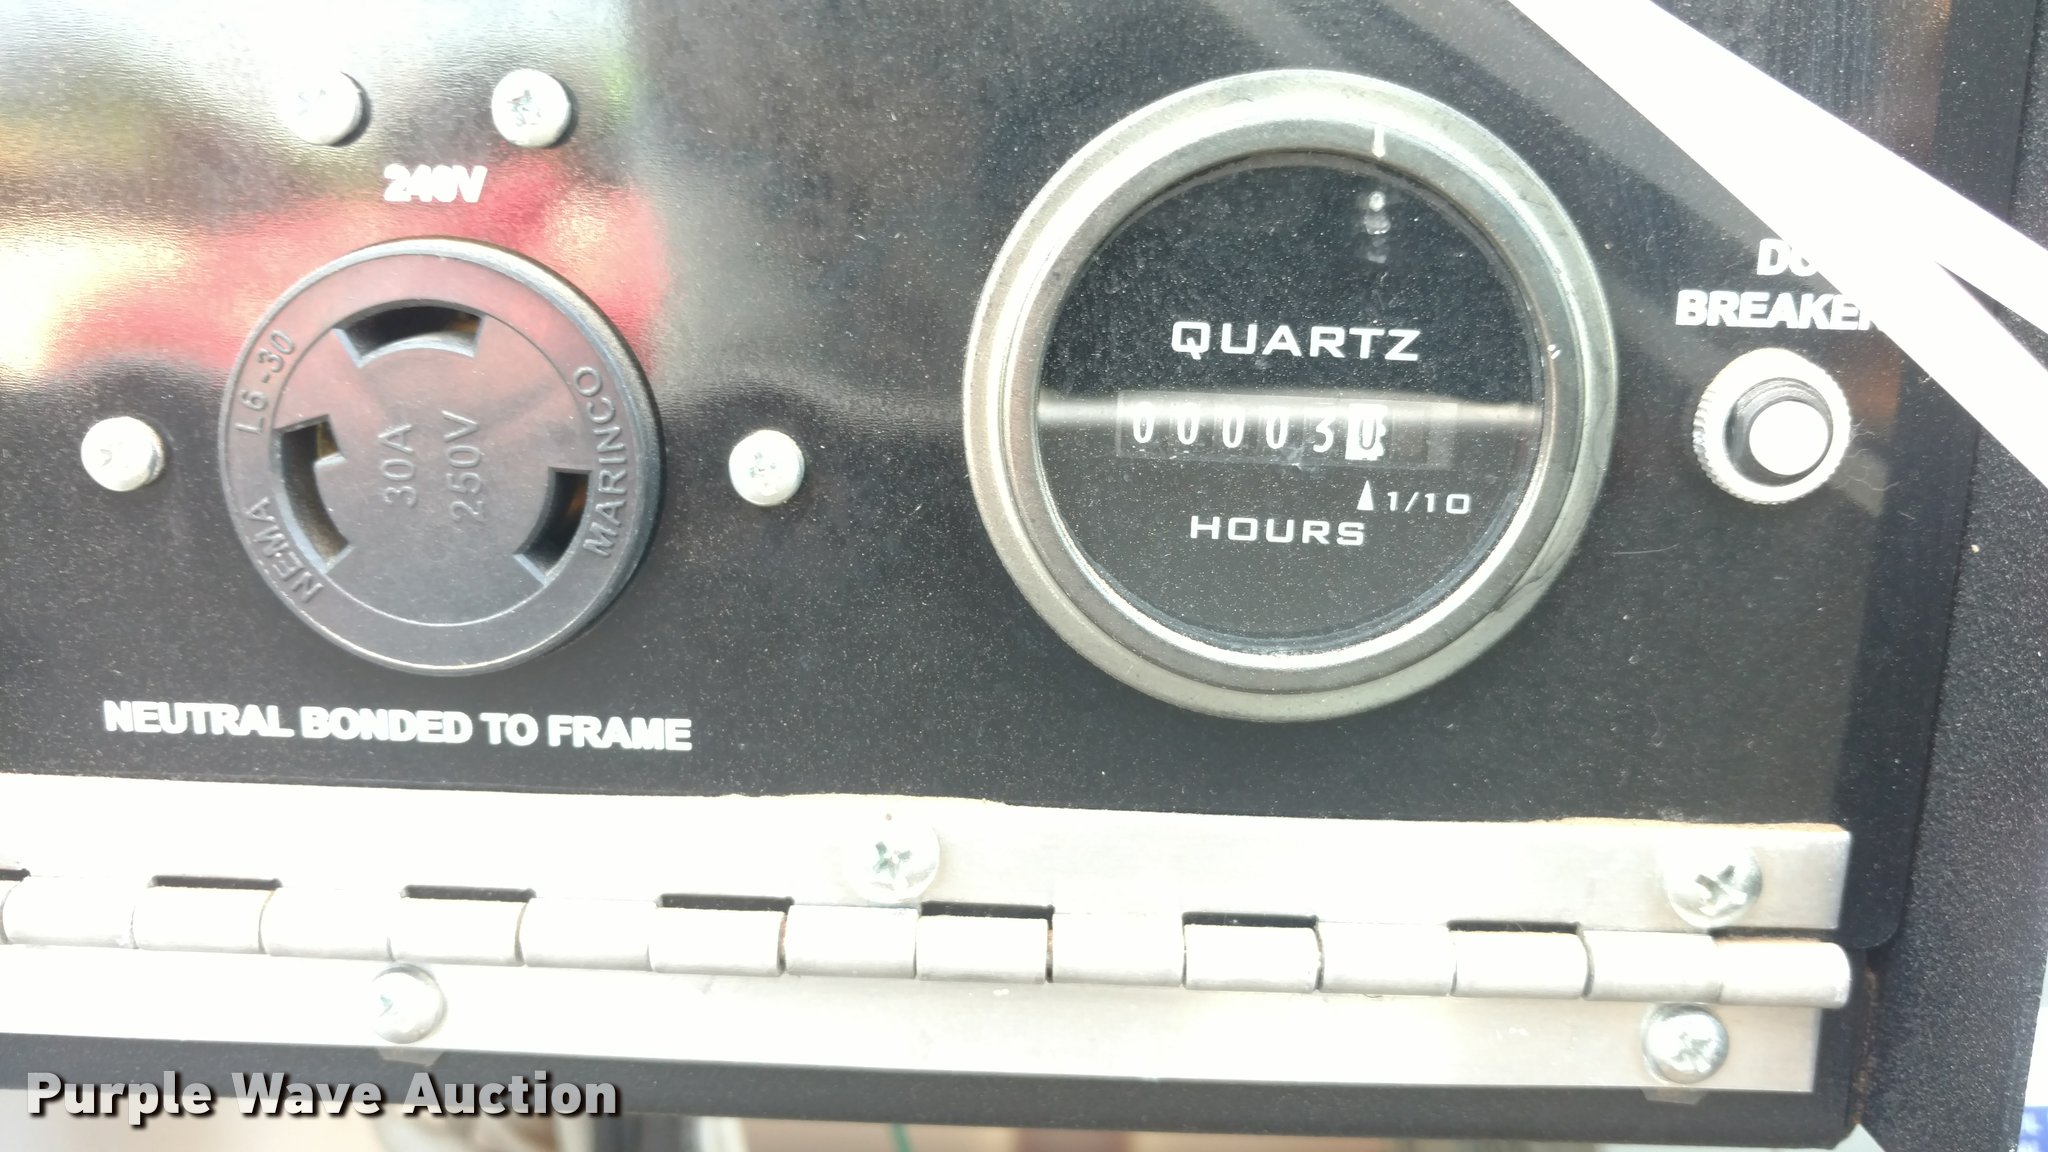 240V
NEMA L6-30
MARINCO
30A
250V
NEUTRAL BONDED TO FRAME
QUARTZ
000030
1/10
HOURS
BREAKER
Purple Wave Auction